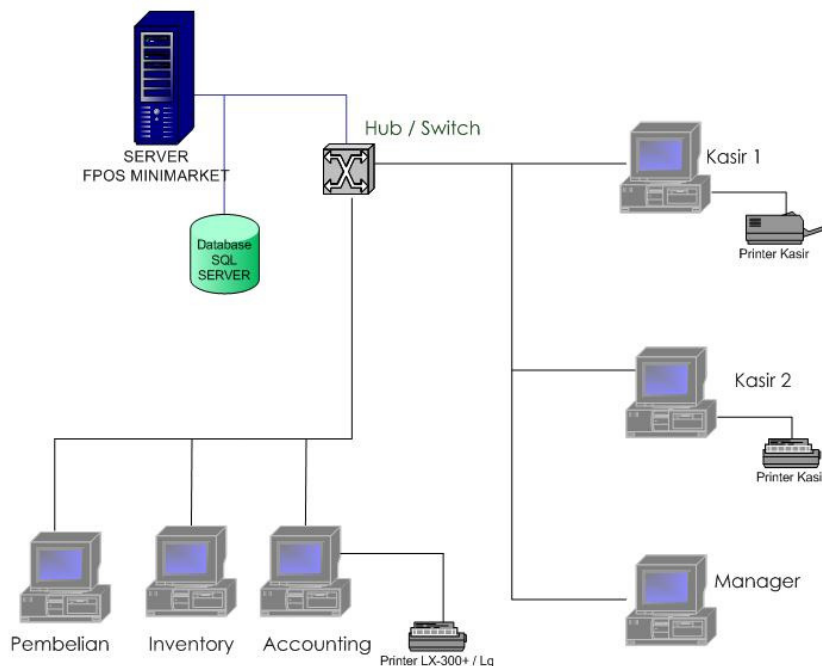 SERVER
FPOS MINIMARKET
Hub / Switch
Database
SQL
SERVER
Kasir 1
Printer Kasir
Kasir 2
Printer Kasi
Manager
Pembelian
Inventory
Accounting
Printer LX-300+ / Lq